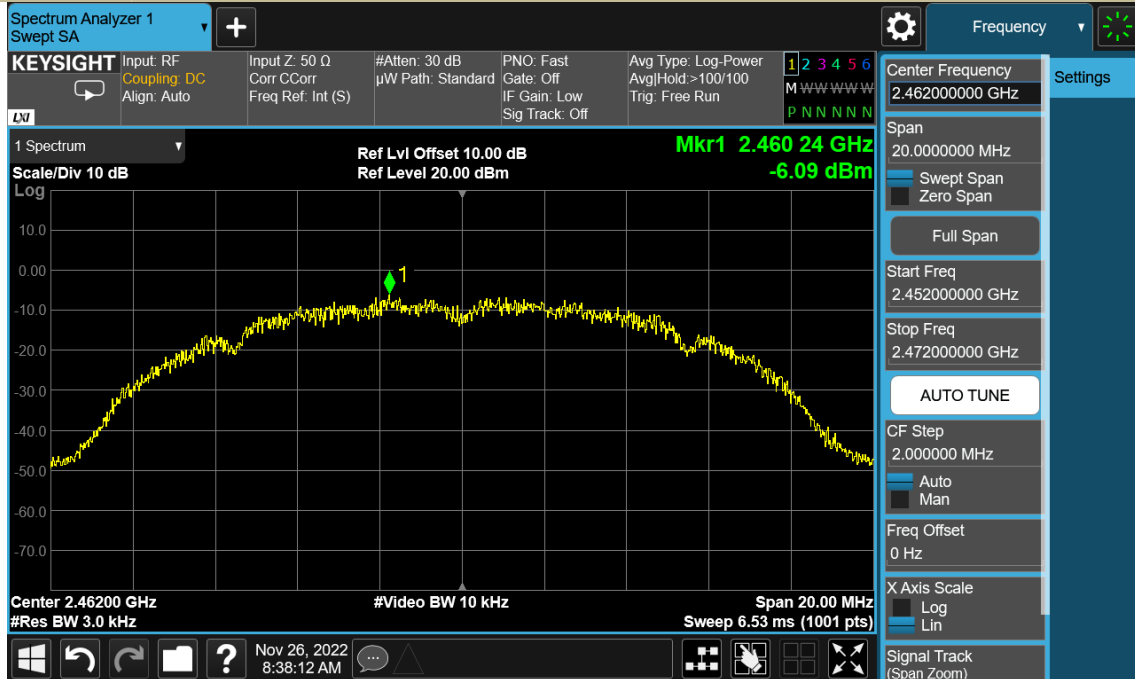 Spectrum Analyzer 1
Swept SA
+
Frequency
KEYSIGHT
LXI
Input: RF
Coupling: DC
Align: Auto
Input Z: 50 Ω
Corr CCorr
Freq Ref: Int (S)
#Atten: 30 dB
µW Path: Standard
PNO: Fast
Gate: Off
IF Gain: Low
Sig Track: Off
Avg Type: Log-Power
Avg|Hold:>100/100
Trig: Free Run
1 2 3 4 5 6
M W W W W W
P N N N N N
1 Spectrum
Scale/Div 10 dB
Log
Ref Lvl Offset 10.00 dB
Ref Level 20.00 dBm
Mkr1 2.460 24 GHz
-6.09 dBm
10.0
0.00
-10.0
-20.0
-30.0
-40.0
-50.0
-60.0
-70.0
1
Center 2.46200 GHz
#Res BW 3.0 kHz
#Video BW 10 kHz
Span 20.00 MHz
Sweep 6.53 ms (1001 pts)
?
Nov 26, 2022
8:38:12 AM
Center Frequency
2.462000000 GHz
Span
20.0000000 MHz
Swept Span
Zero Span
Full Span
Start Freq
2.452000000 GHz
Stop Freq
2.472000000 GHz
AUTO TUNE
CF Step
2.000000 MHz
Auto
Man
Freq Offset
0 Hz
X Axis Scale
Log
Lin
Signal Track
(Span Zoom)
Settings